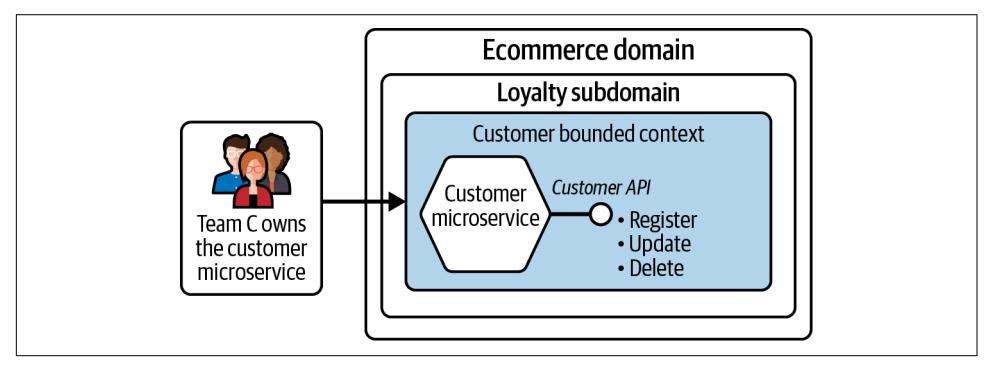 Ecommerce domain
Loyalty subdomain
Customer bounded context
Team C owns
the customer
microservice
Customer
microservice
Customer API
• Register
• Update
• Delete